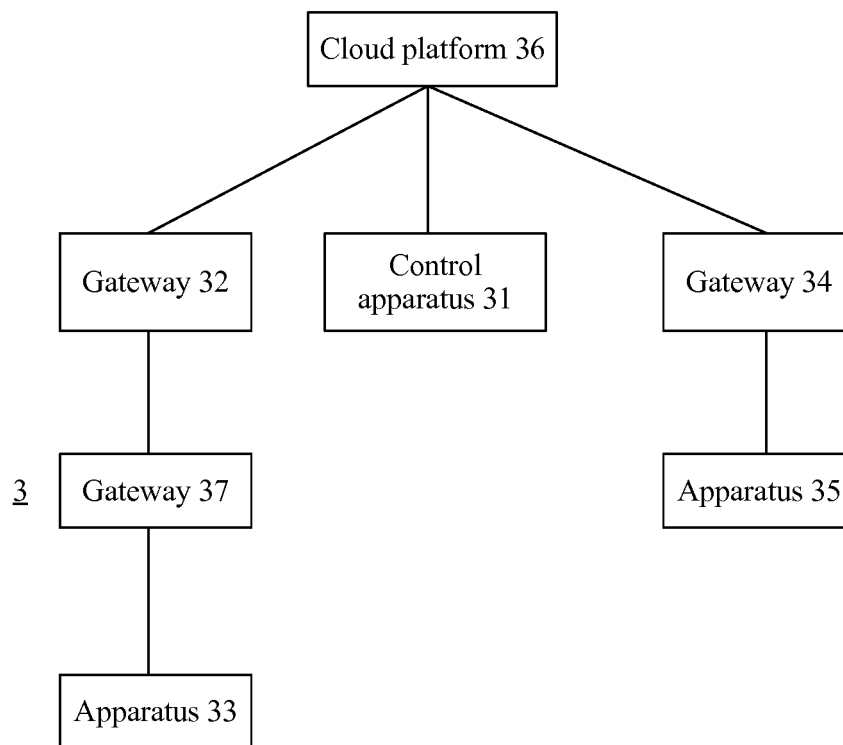 Cloud platform 36
Gateway 32
Control
apparatus 31
Gateway 34
3
Gateway 37
Apparatus 35
Apparatus 33